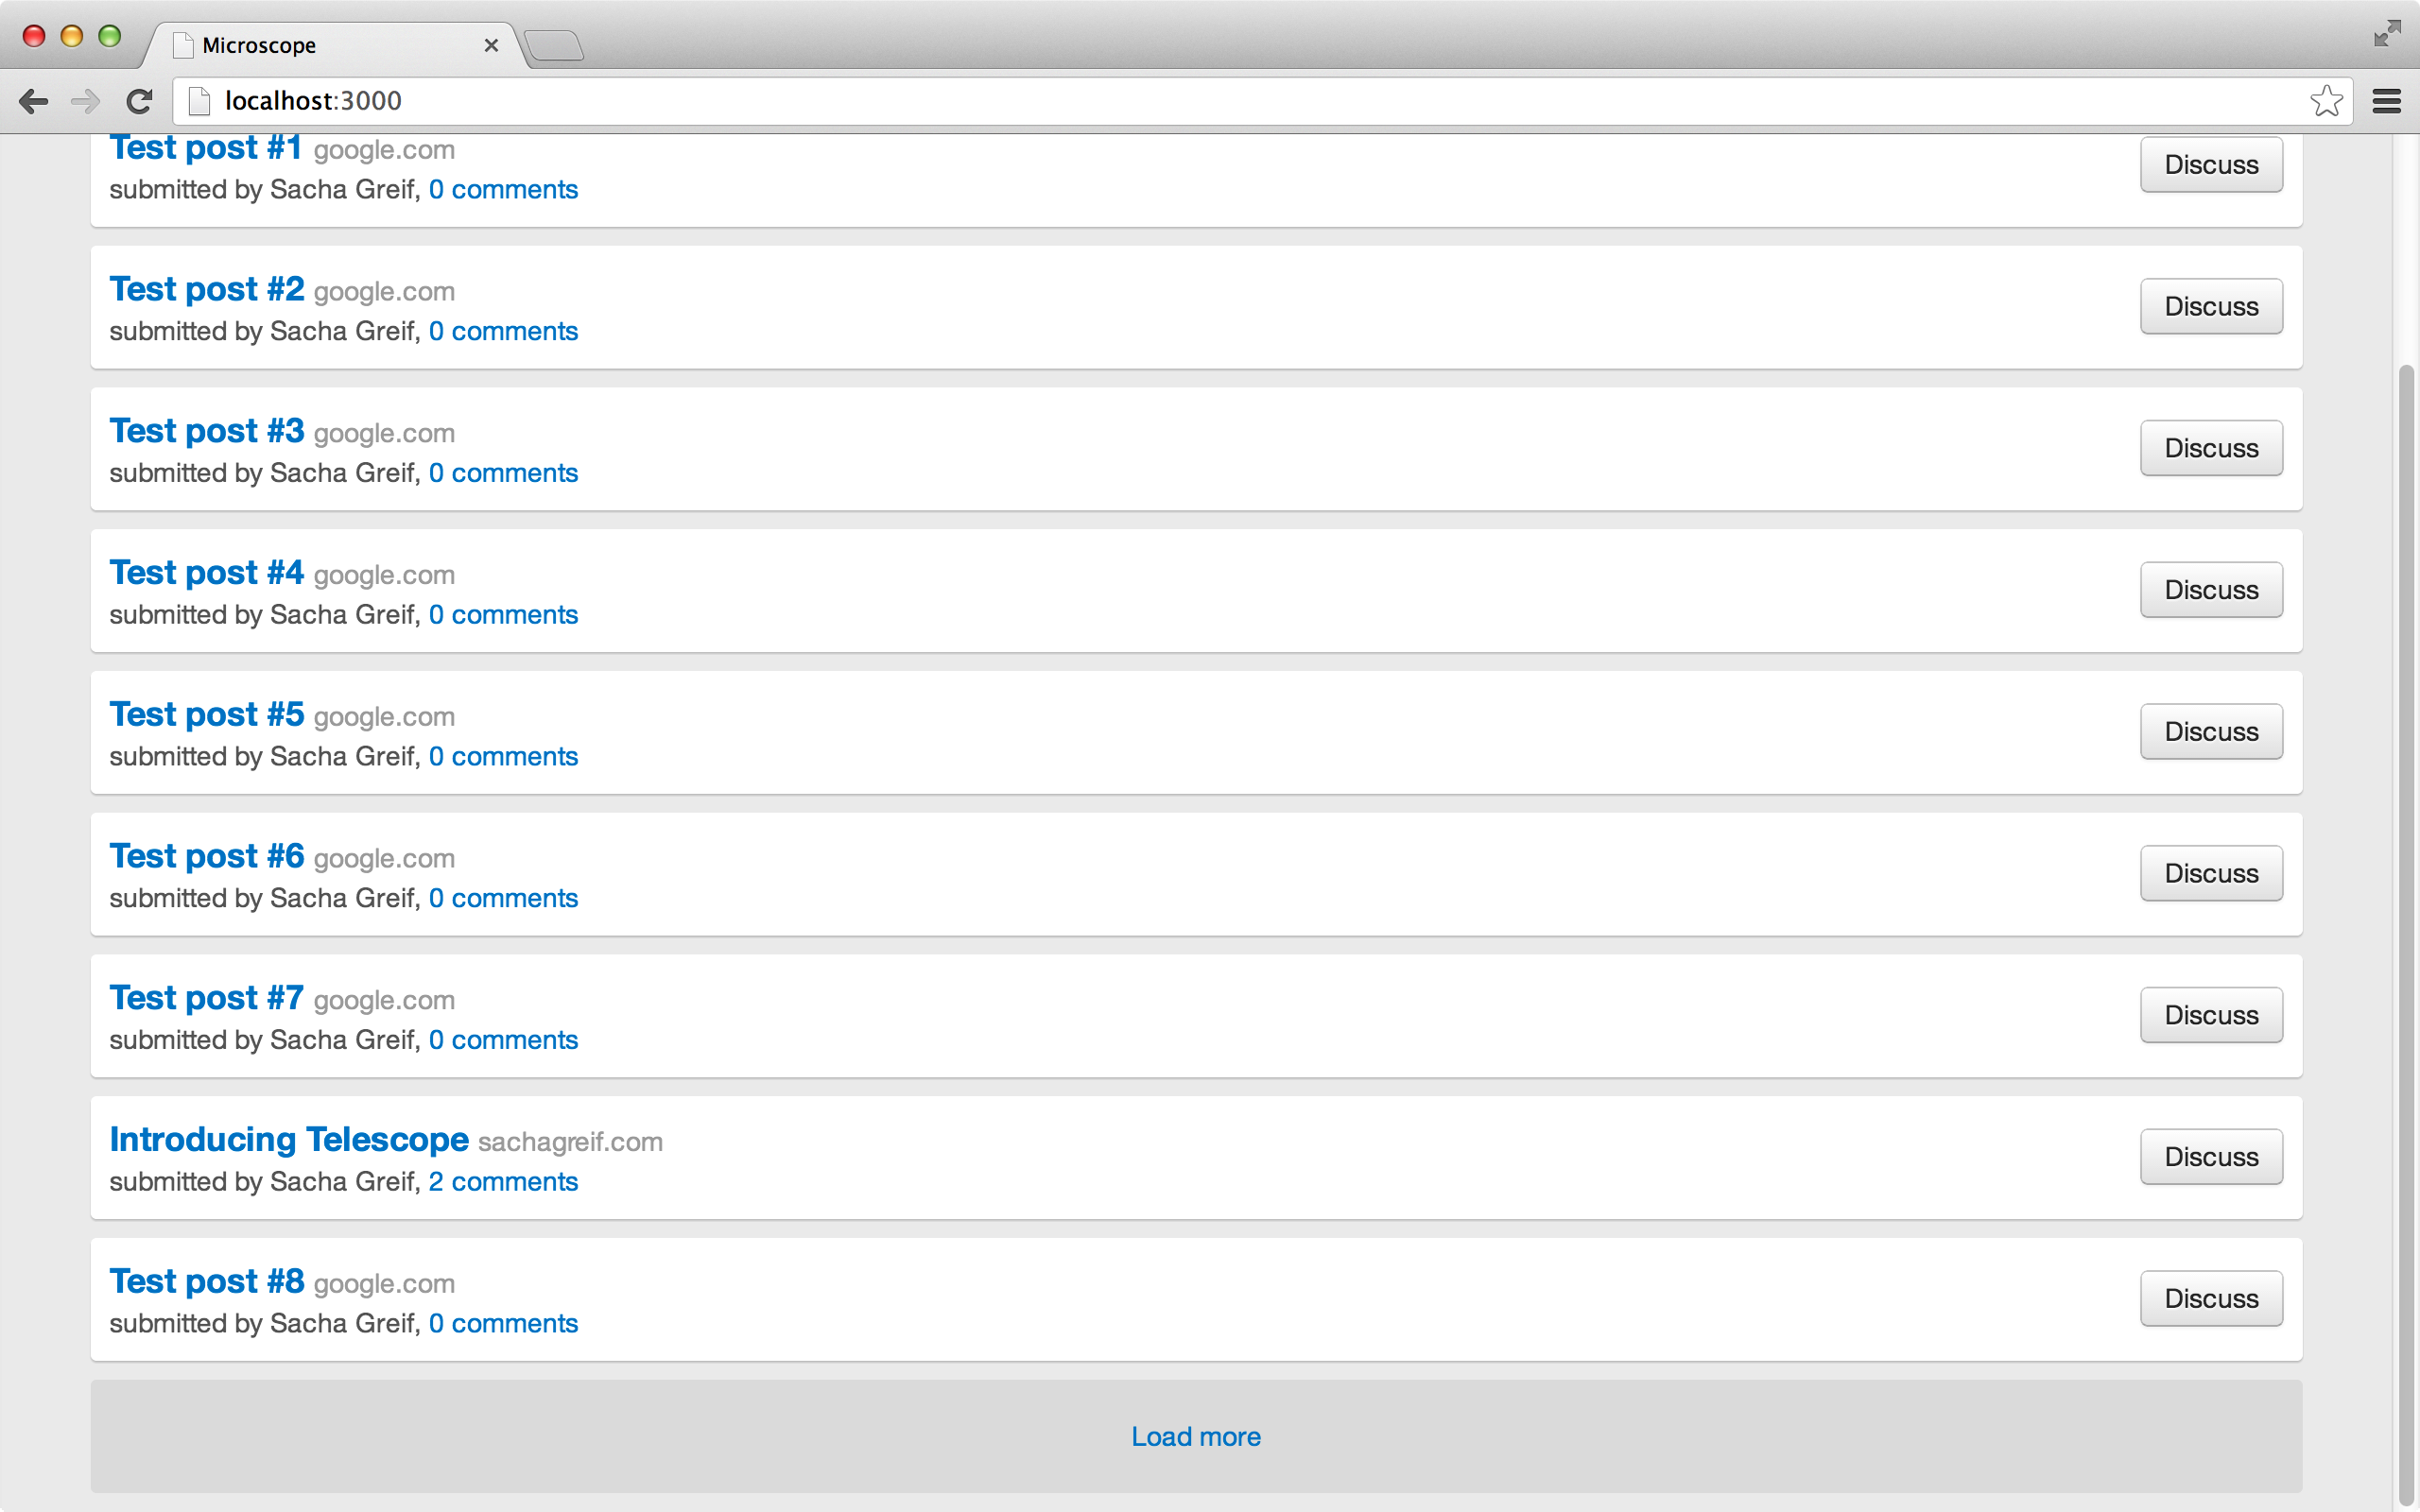 Microscope
localhost:3000
Test post #1 google.com
submitted by Sacha Greif, 0 comments
Discuss
Test post #2 google.com
submitted by Sacha Greif, 0 comments
Discuss
Test post #3 google.com
submitted by Sacha Greif, 0 comments
Discuss
Test post #4 google.com
submitted by Sacha Greif, 0 comments
Discuss
Test post #5 google.com
submitted by Sacha Greif, 0 comments
Discuss
Test post #6 google.com
submitted by Sacha Greif, 0 comments
Discuss
Test post #7 google.com
submitted by Sacha Greif, 0 comments
Discuss
Introducing Telescope sachagreif.com
submitted by Sacha Greif, 2 comments
Discuss
Test post #8 google.com
submitted by Sacha Greif, 0 comments
Discuss
Load more